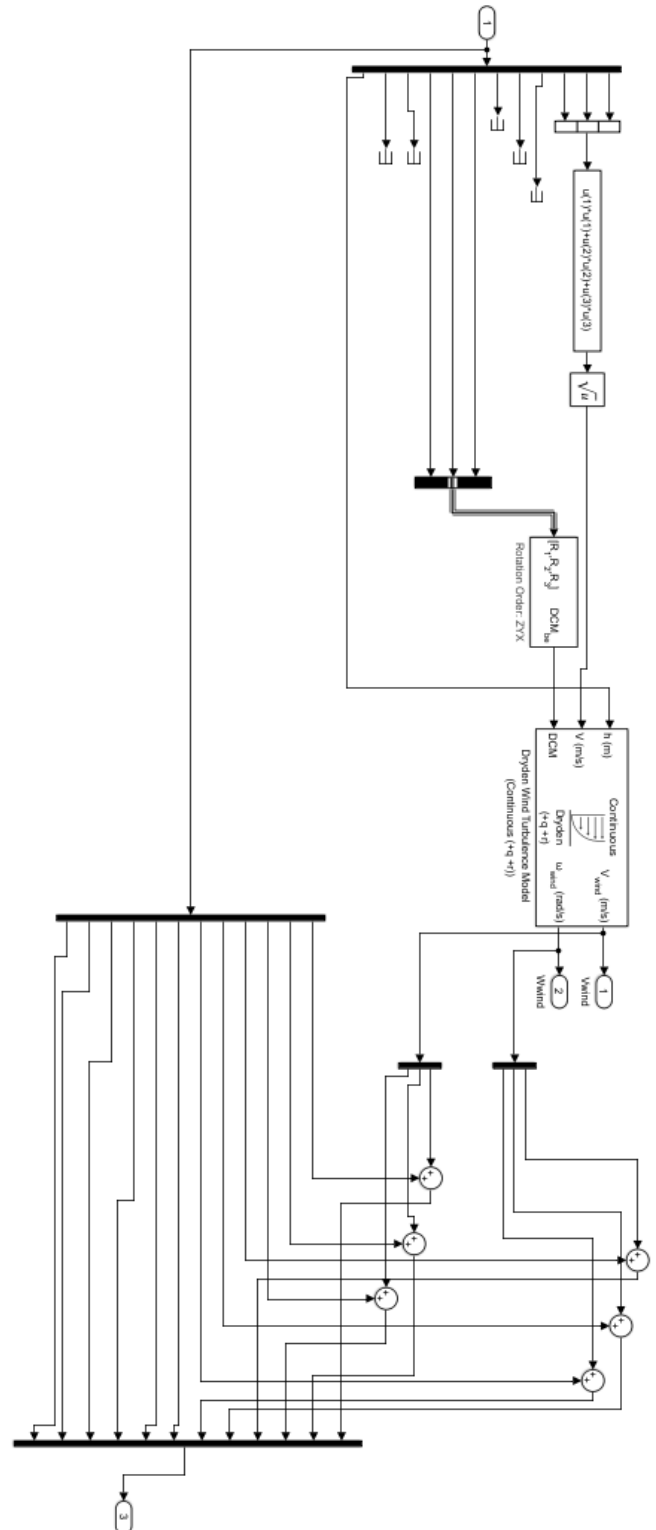 1
u(1)*u(1)+u(2)*u(2)+u(3)*u(3)
√u
[R1,R2,R3]
DCMbe
Rotation Order: ZYX
h (m)
V (m/s)
DCM
Continuous
Dryden
(+q +r)
Vwind (m/s)
ωwind (rad/s)
Dryden Wind Turbulence Model
(Continuous (+q +r))
1
Vwind
2
Wwind
+
+
+
+
+
+
+
+
+
+
+
+
3